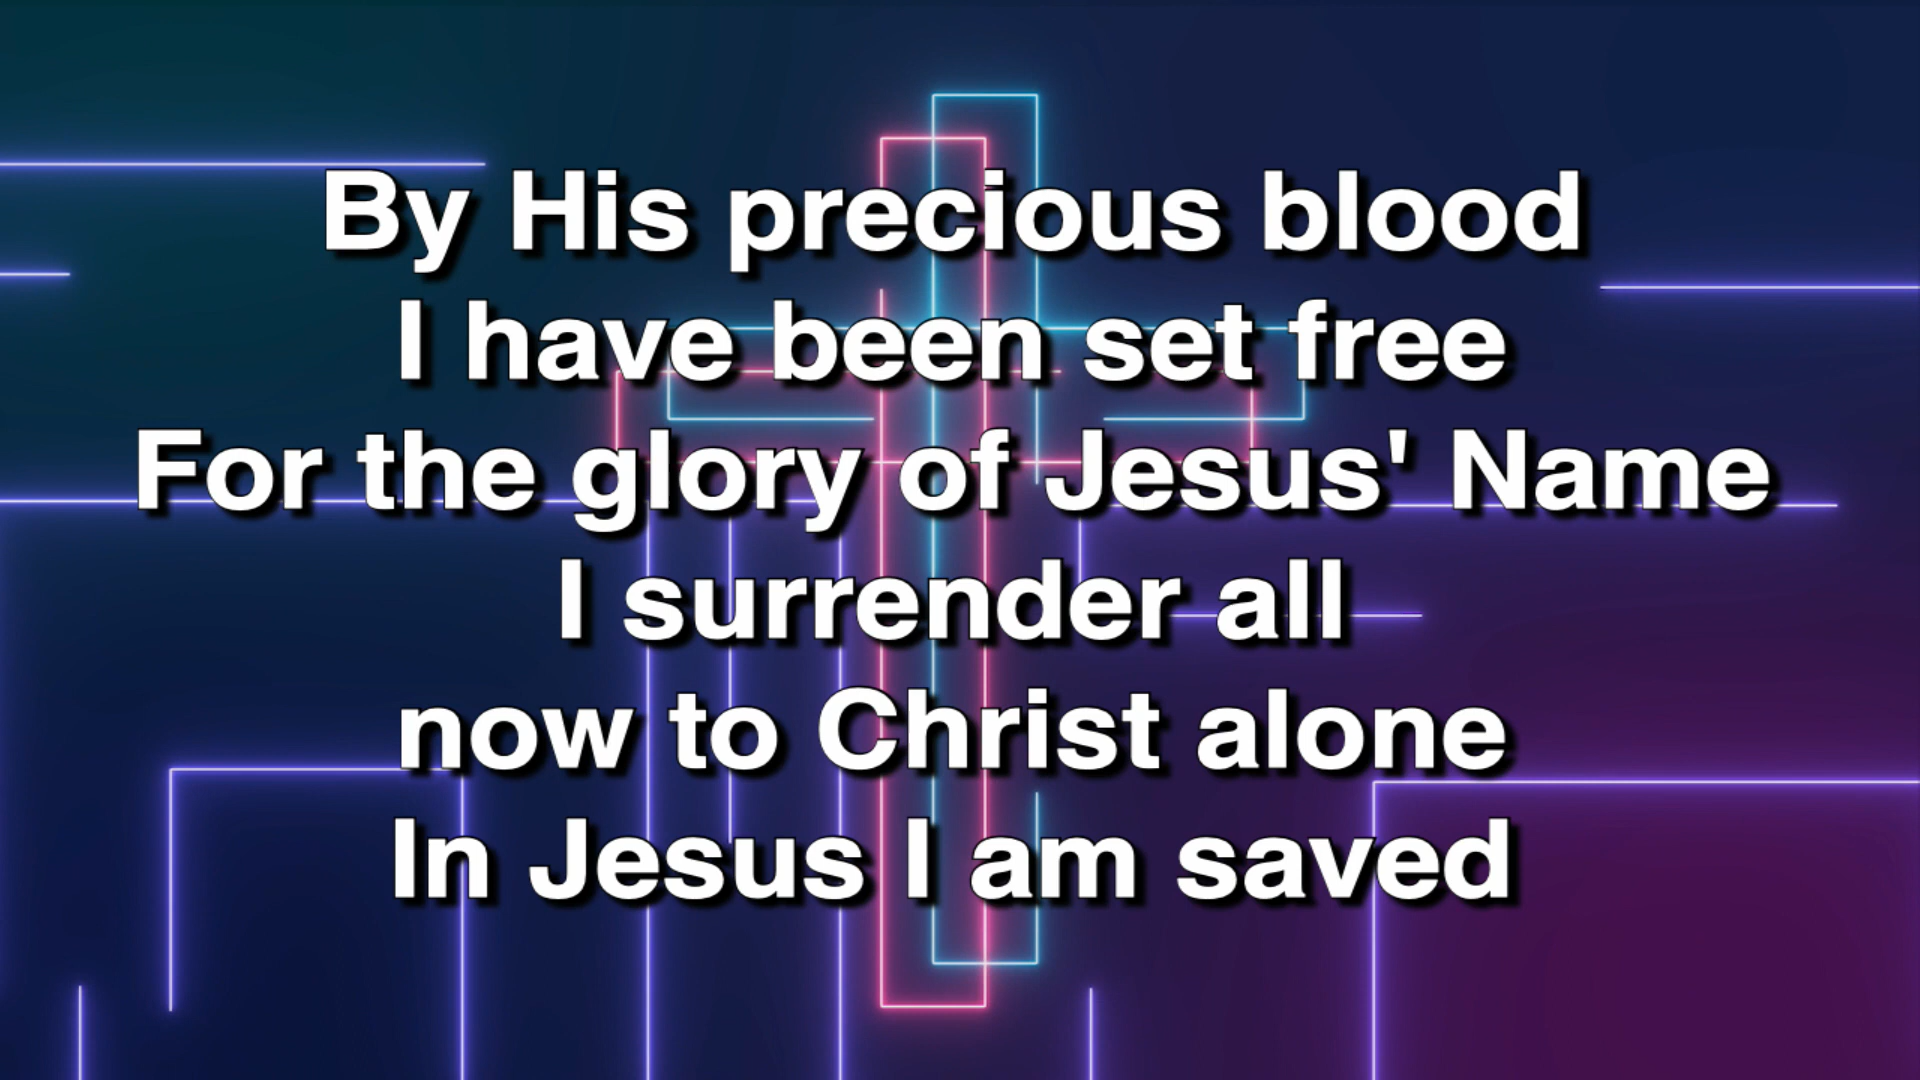 By His precious blood
I have been set free
For the glory of Jesus' Name
I surrender all
now to Christ alone
In Jesus I am saved